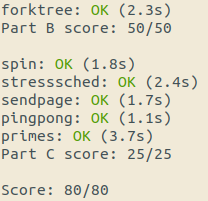 forktree: OK (2.3s)
Part B score: 50/50
spin: OK (1.8s)
stresssched: OK (2.4s)
sendpage: OK (1.7s)
pingpong: OK (1.1s)
primes: OK (3.7s)
Part C score: 25/25
Score: 80/80